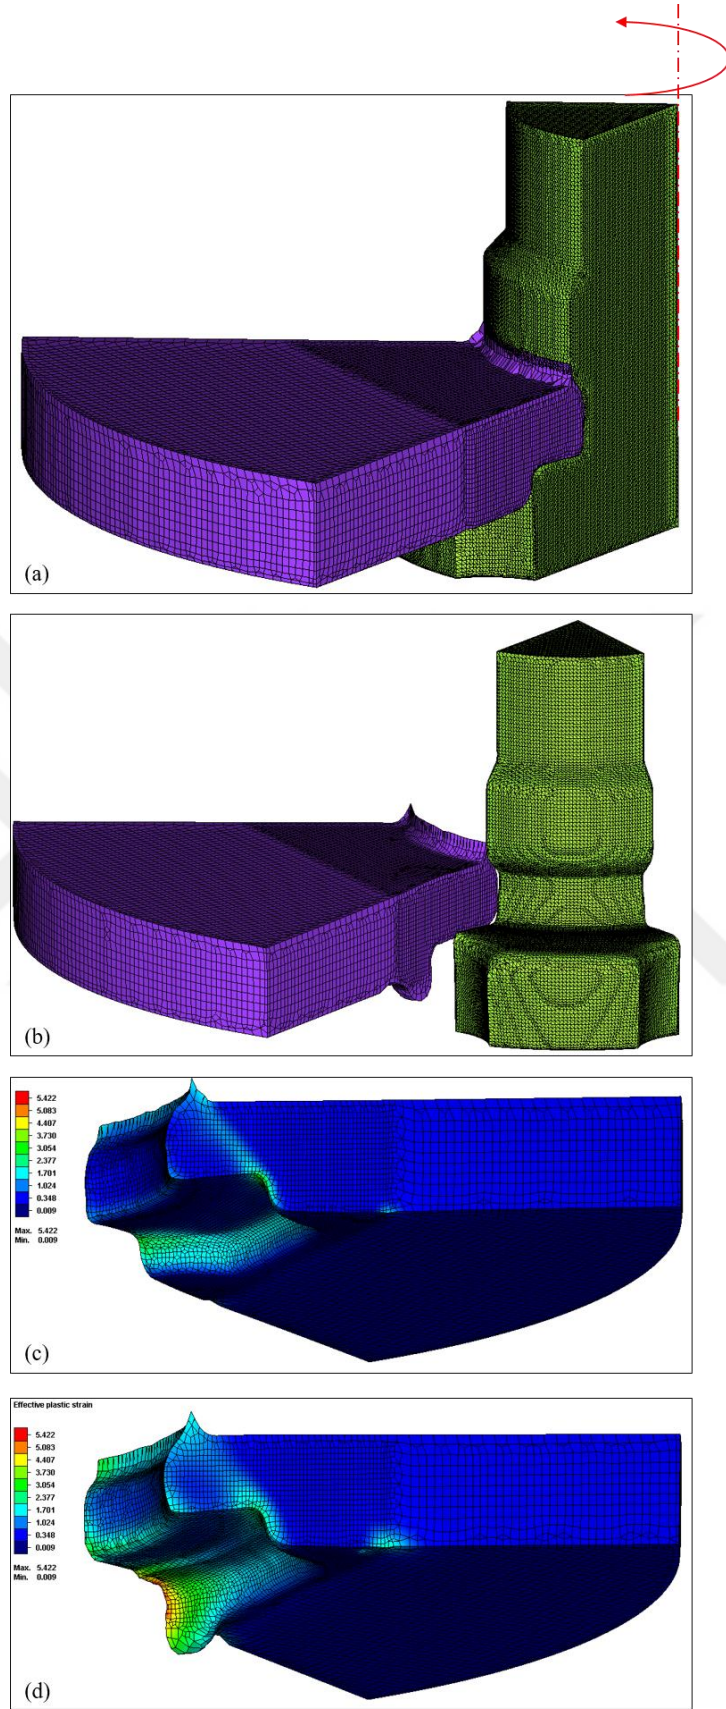 (a)
(b)
5.422
5.083
4.407
3.730
3.054
2.377
1.701
1.024
0.348
0.009
Max. 5.422
Min. 0.009
(c)
Effective plastic strain
5.422
5.083
4.407
3.730
3.054
2.377
1.701
1.024
0.348
0.009
Max. 5.422
Min. 0.009
(d)